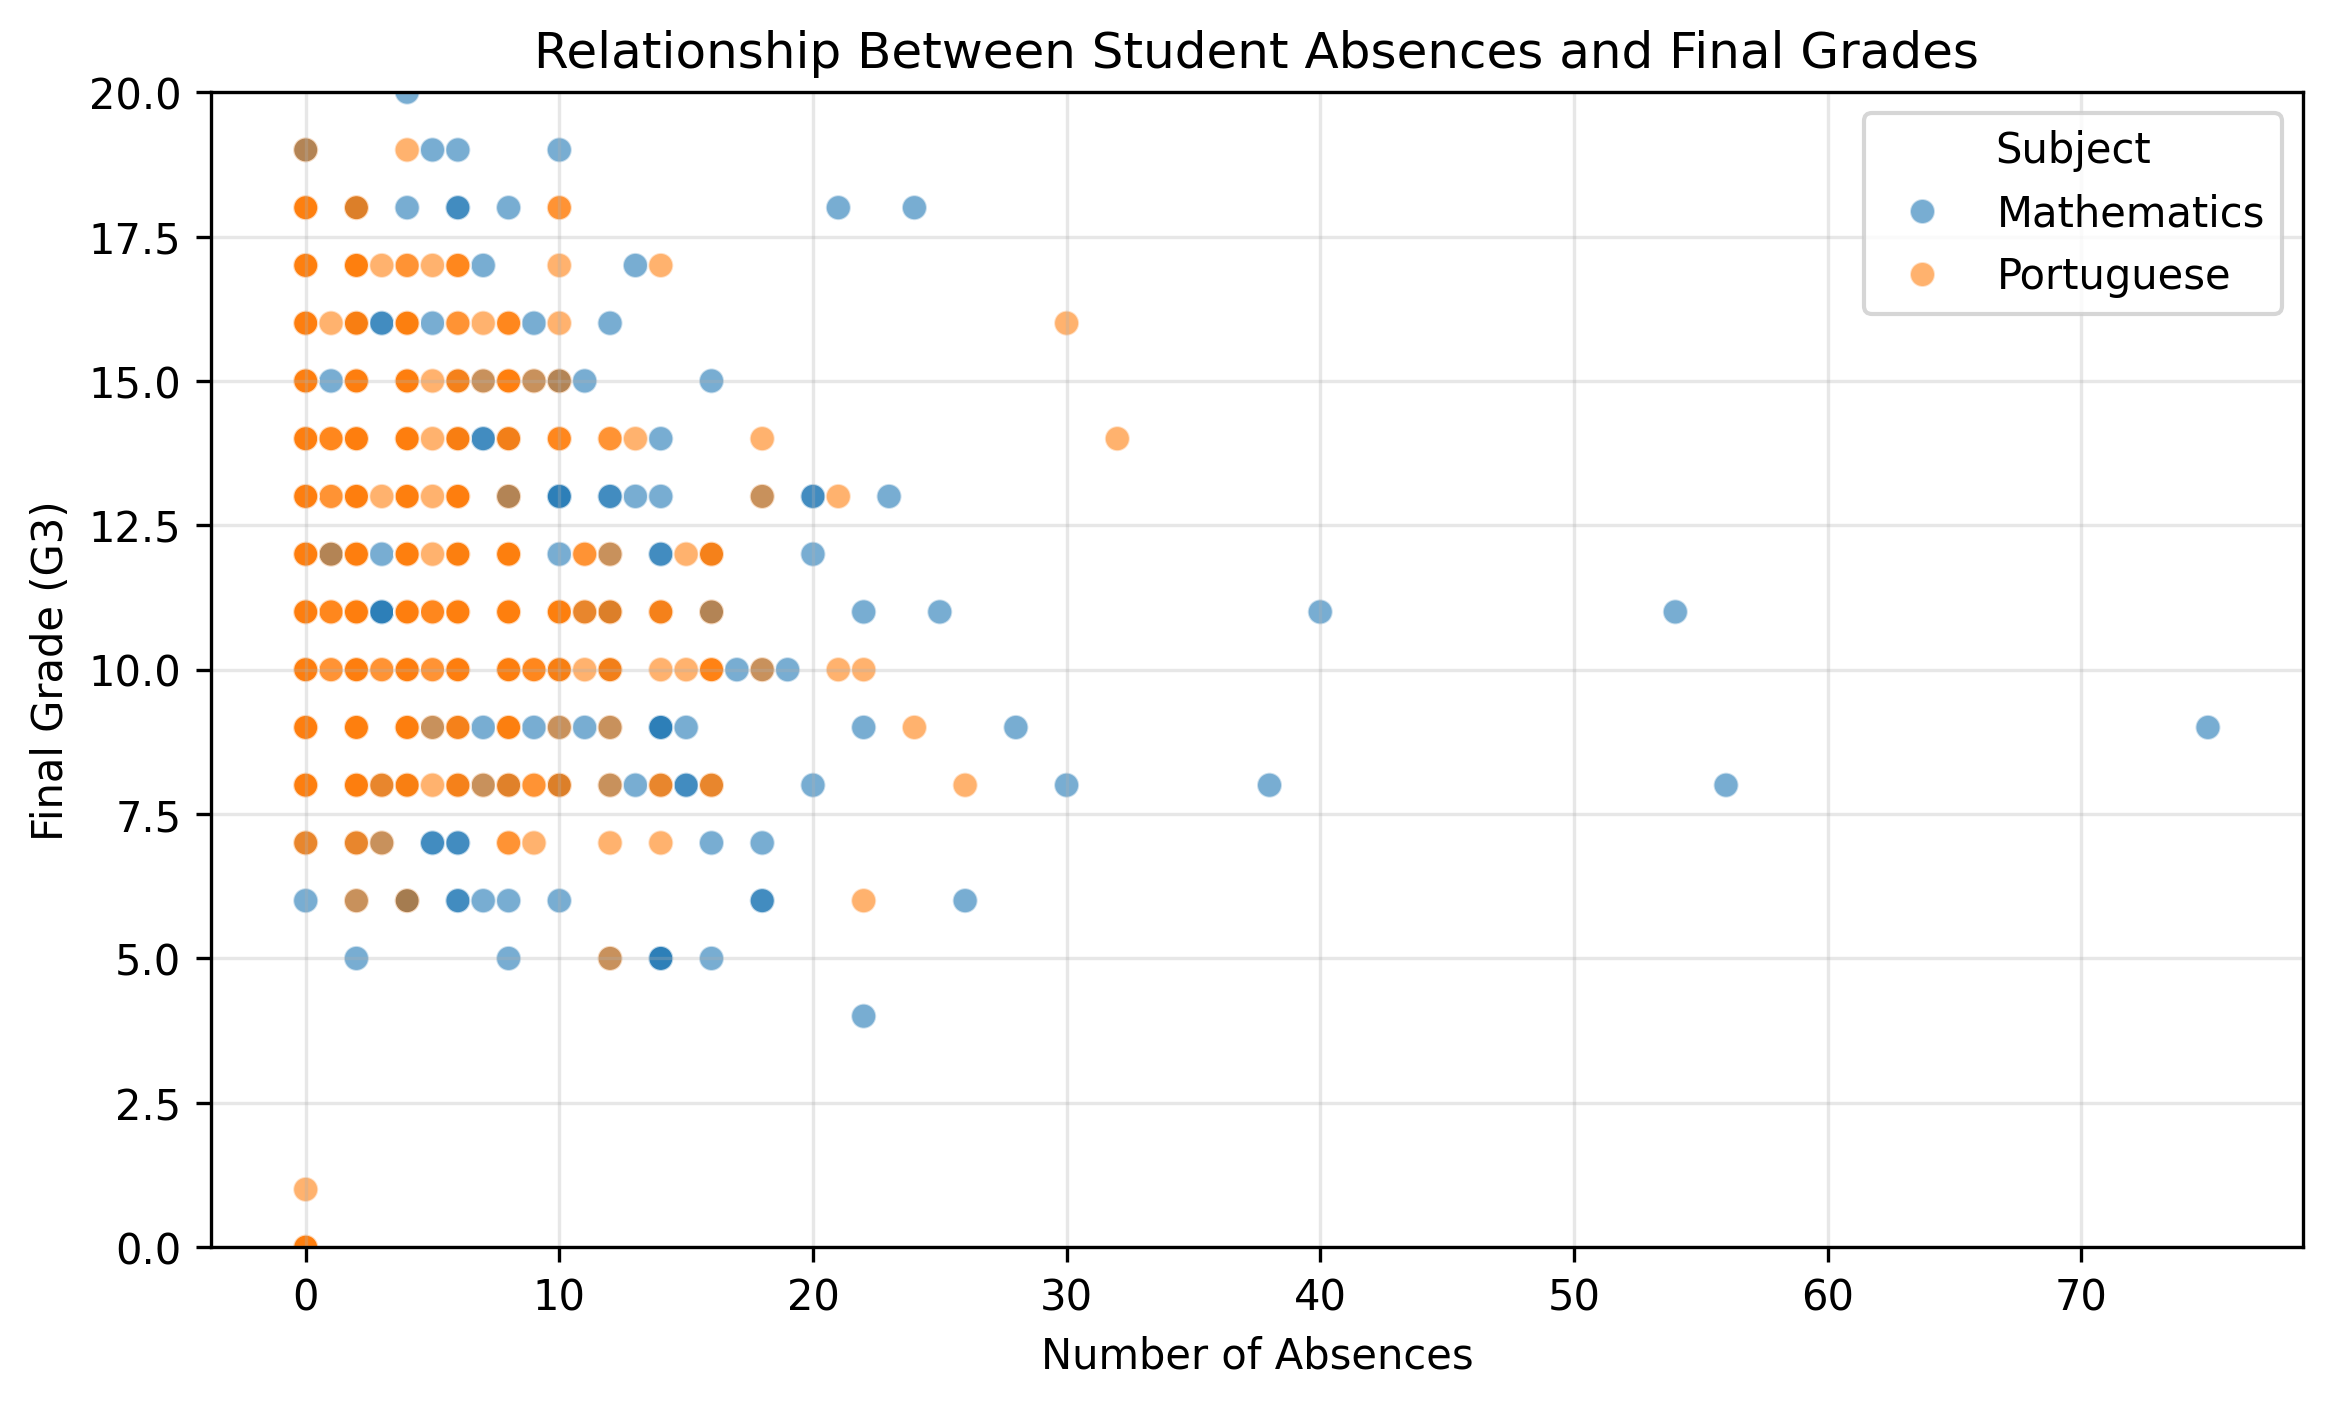 Relationship Between Student Absences and Final Grades
20.0
17.5
15.0
12.5
10.0
7.5
5.0
2.5
0.0
Final Grade (G3)
Subject
Mathematics
Portuguese
0 10 20 30 40 50 60 70
Number of Absences